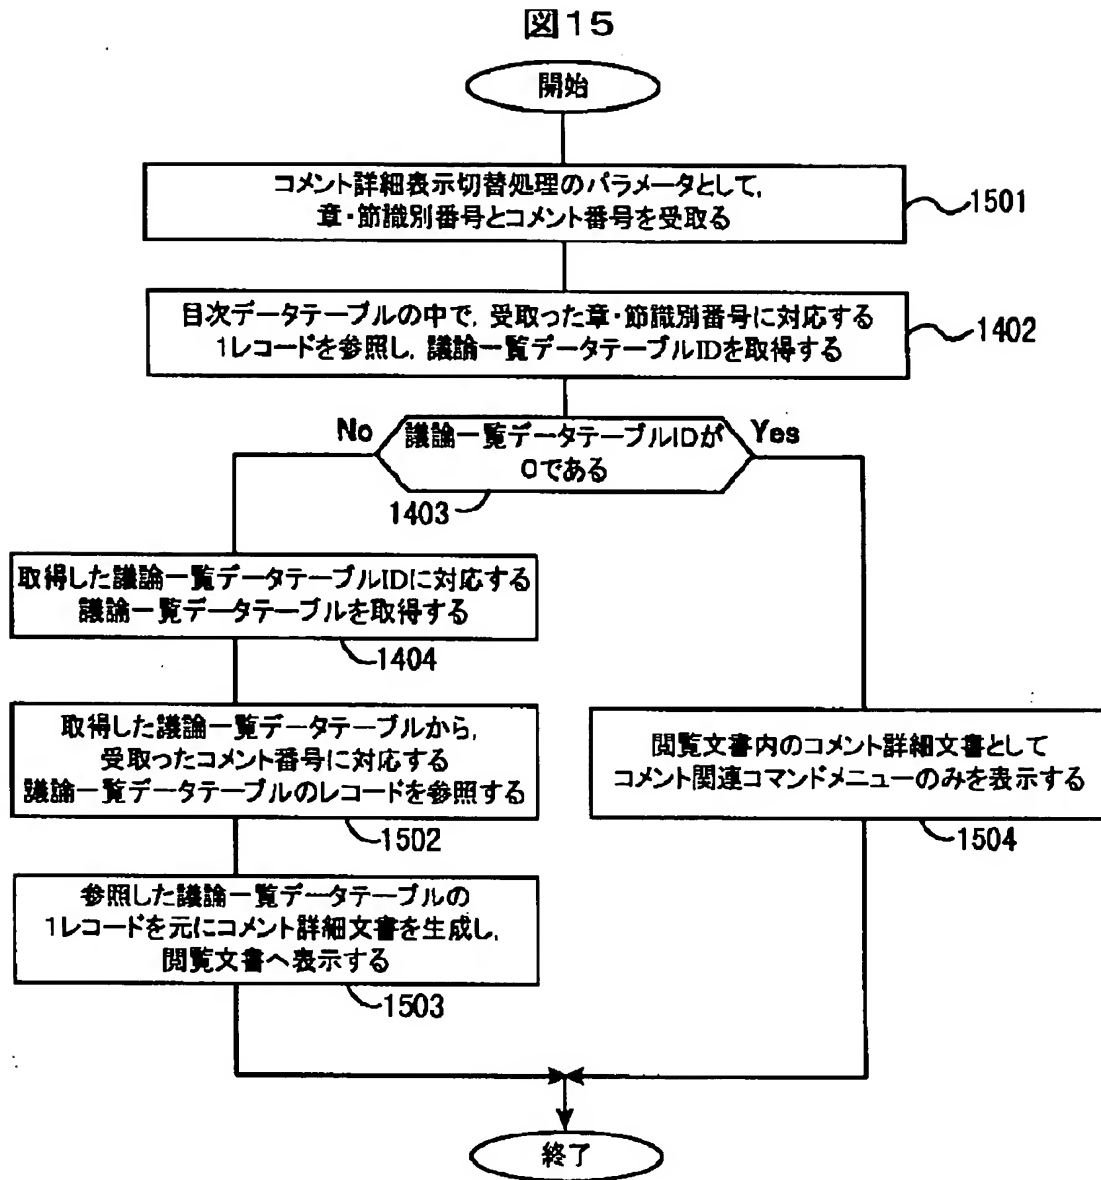 図15
開始
コメント詳細表示切替処理のパラメータとして,
章・節識別番号とコメント番号を受取る
1501
目次データテーブルの中で, 受取った章・節識別番号に対応する
1レコードを参照し, 議論一覧データテーブルIDを取得する
1402
No
議論一覧データテーブルIDが
0である
Yes
1403
取得した議論一覧データテーブルIDに対応する
議論一覧データテーブルを取得する
1404
取得した議論一覧データテーブルから,
受取ったコメント番号に対応する
議論一覧データテーブルのレコードを参照する
1502
閲覧文書内のコメント詳細文書として
コメント関連コマンドメニューのみを表示する
1504
参照した議論一覧データテーブルの
1レコードを元にコメント詳細文書を生成し,
閲覧文書へ表示する
1503
終了